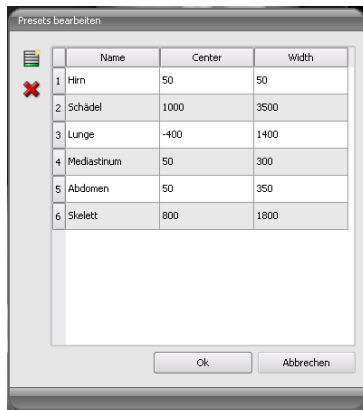 Presets bearbeiten
Name Center Width
1 Hirn 50 50
2 Schädel 1000 3500
3 Lunge -400 1400
4 Mediastinum 50 300
5 Abdomen 50 350
6 Skelett 800 1800
Ok Abbrechen